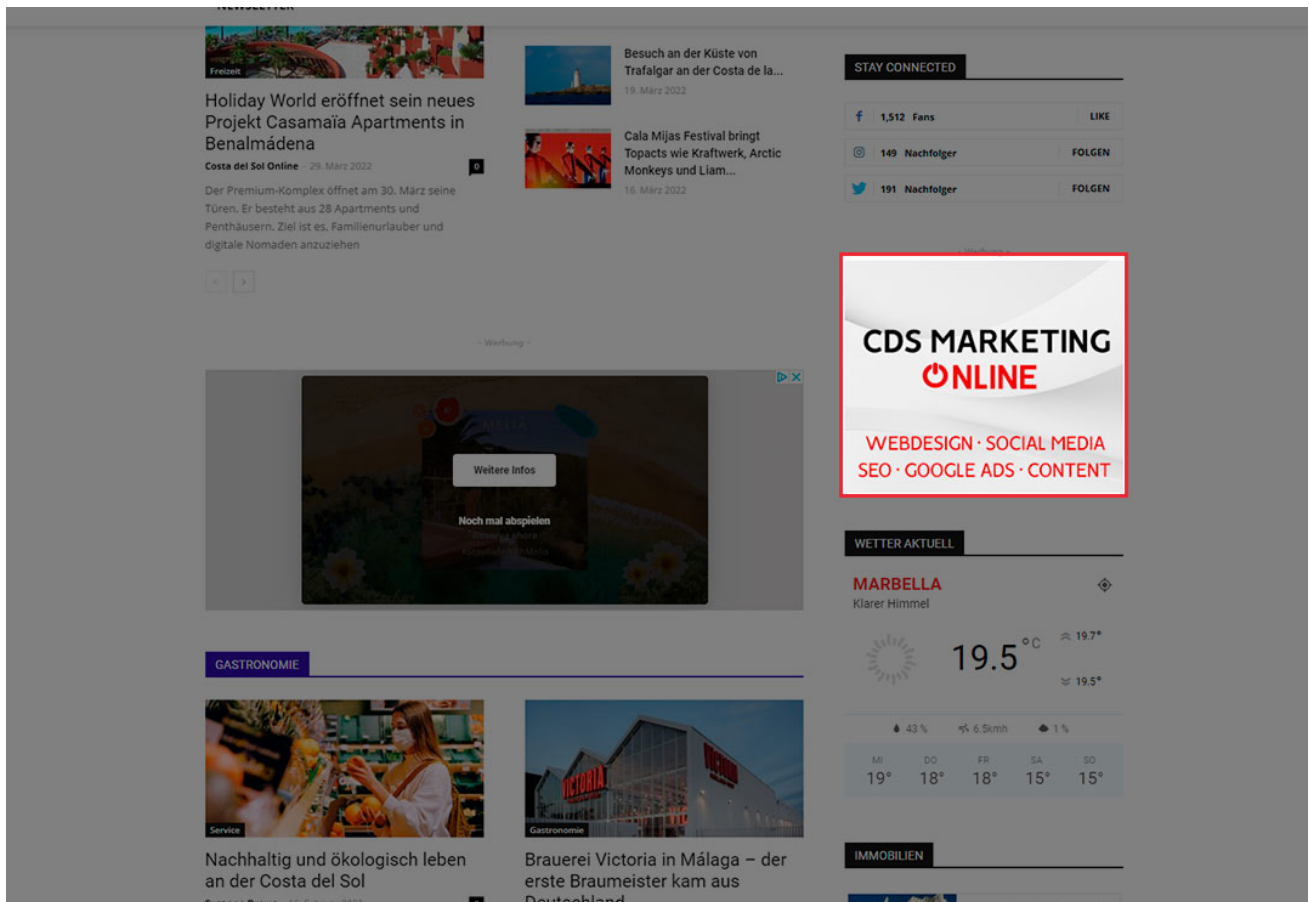 NEWSLETTER
Freizeit
Holiday World eröffnet sein neues
Projekt Casamaïa Apartments in
Benalmádena
Costa del Sol Online - 29. März 2022
0
Der Premium-Komplex öffnet am 30. März seine
Türen. Er besteht aus 28 Apartments und
Penthäusern. Ziel ist es, Familienurlauber und
digitale Nomaden anzuziehen
Besuch an der Küste von
Trafalgar an der Costa de la...
19. März 2022
Cala Mijas Festival bringt
Topacts wie Kraftwerk, Arctic
Monkeys und Liam...
16. März 2022
STAY CONNECTED
1,512 Fans LIKE
149 Nachfolger FOLGEN
191 Nachfolger FOLGEN
- Werbung -
CDS MARKETING
ONLINE
WEBDESIGN · SOCIAL MEDIA
SEO · GOOGLE ADS · CONTENT
- Werbung -
MELIÃ
Weitere Infos
Noch mal abspielen
WETTER AKTUELL
MARBELLA
Klarer Himmel
19.5 °C
19.7°
19.5°
43 % 6.5kmh 1 %
MI DO FR SA SO
19° 18° 18° 15° 15°
GASTRONOMIE
Service
Nachhaltig und ökologisch leben
an der Costa del Sol
VICTORIA
VICTORIA
Gastronomie
Brauerei Victoria in Málaga – der
erste Braumeister kam aus
Deutschland
IMMOBILIEN